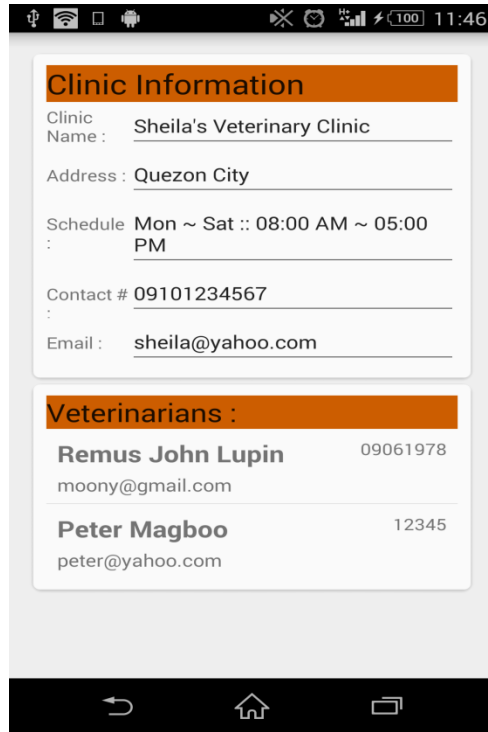 H+ 100 11:46
Clinic Information
Clinic
Name :
Sheila's Veterinary Clinic
Address : Quezon City
Schedule
:
Mon ~ Sat :: 08:00 AM ~ 05:00
PM
Contact #
:
09101234567
Email : sheila@yahoo.com
Veterinarians :
Remus John Lupin 09061978
moony@gmail.com
Peter Magboo 12345
peter@yahoo.com